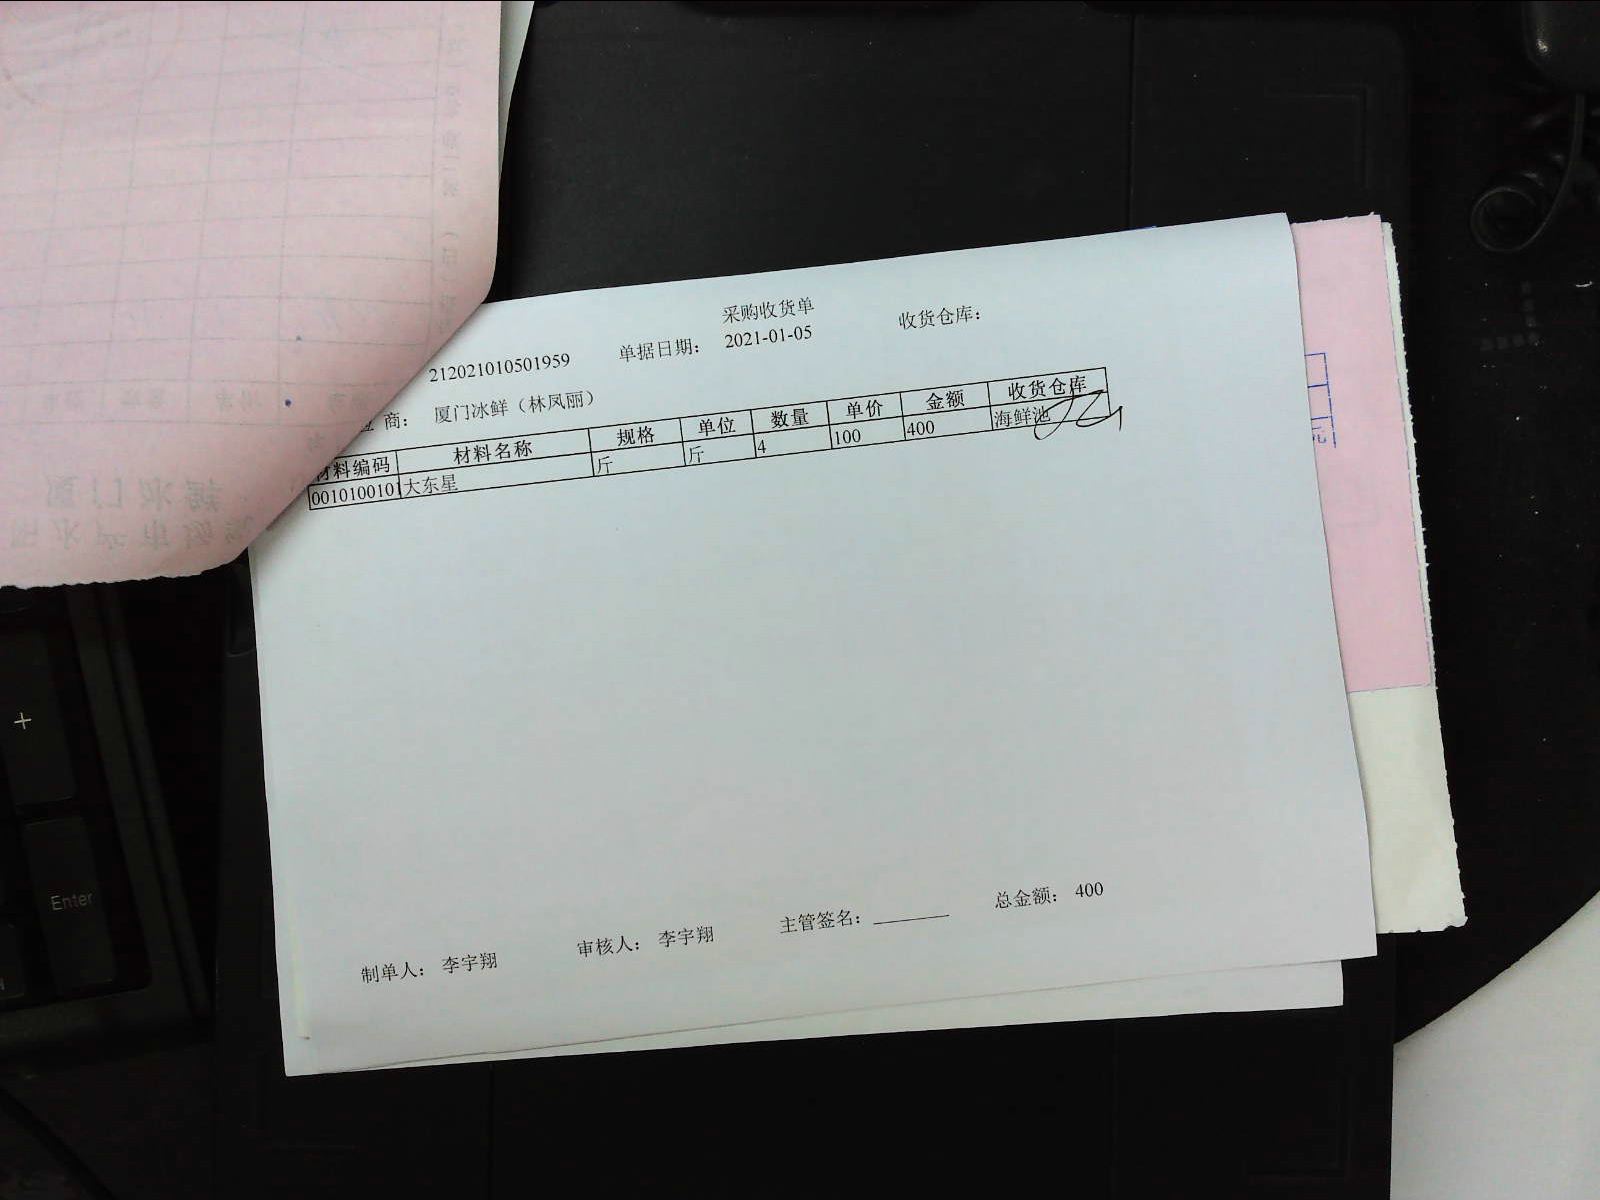 采购收货单
212021010501959 单据日期: 2021-01-05 收货仓库:
商: 厦门冰鲜（林凤丽）
材料编码 材料名称 规格 单位 数量 单价 金额 收货仓库
0010100101 大东星 斤 斤 4 100 400 海鲜池
制单人: 李宇翔 审核人: 李宇翔 主管签名: 总金额: 400
+
Enter